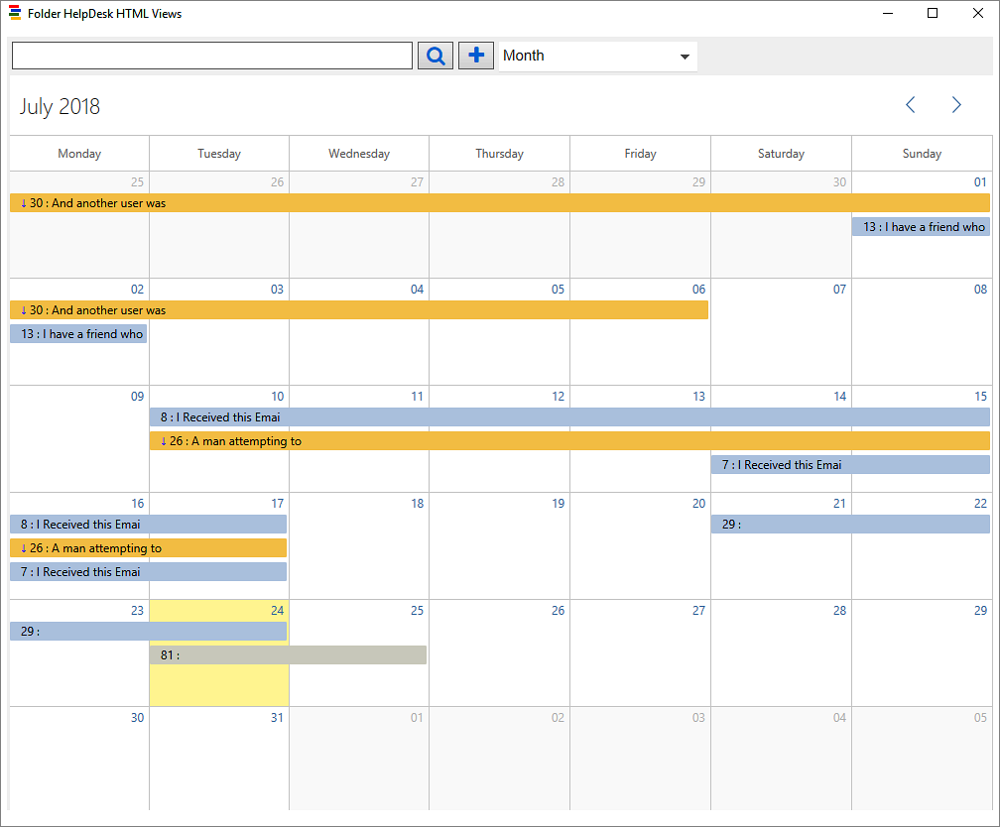 Folder HelpDesk HTML Views
Month
July 2018
Monday Tuesday Wednesday Thursday Friday Saturday Sunday
25 26 27 28 29 30 01
↓ 30 : And another user was
13 : I have a friend who
02 03 04 05 06 07 08
↓ 30 : And another user was
13 : I have a friend who
09 10 11 12 13 14 15
8 : I Received this Emai
↓ 26 : A man attempting to
7 : I Received this Emai
16 17 18 19 20 21 22
8 : I Received this Emai 29 :
↓ 26 : A man attempting to
7 : I Received this Emai
23 24 25 26 27 28 29
29 :
81 :
30 31 01 02 03 04 05